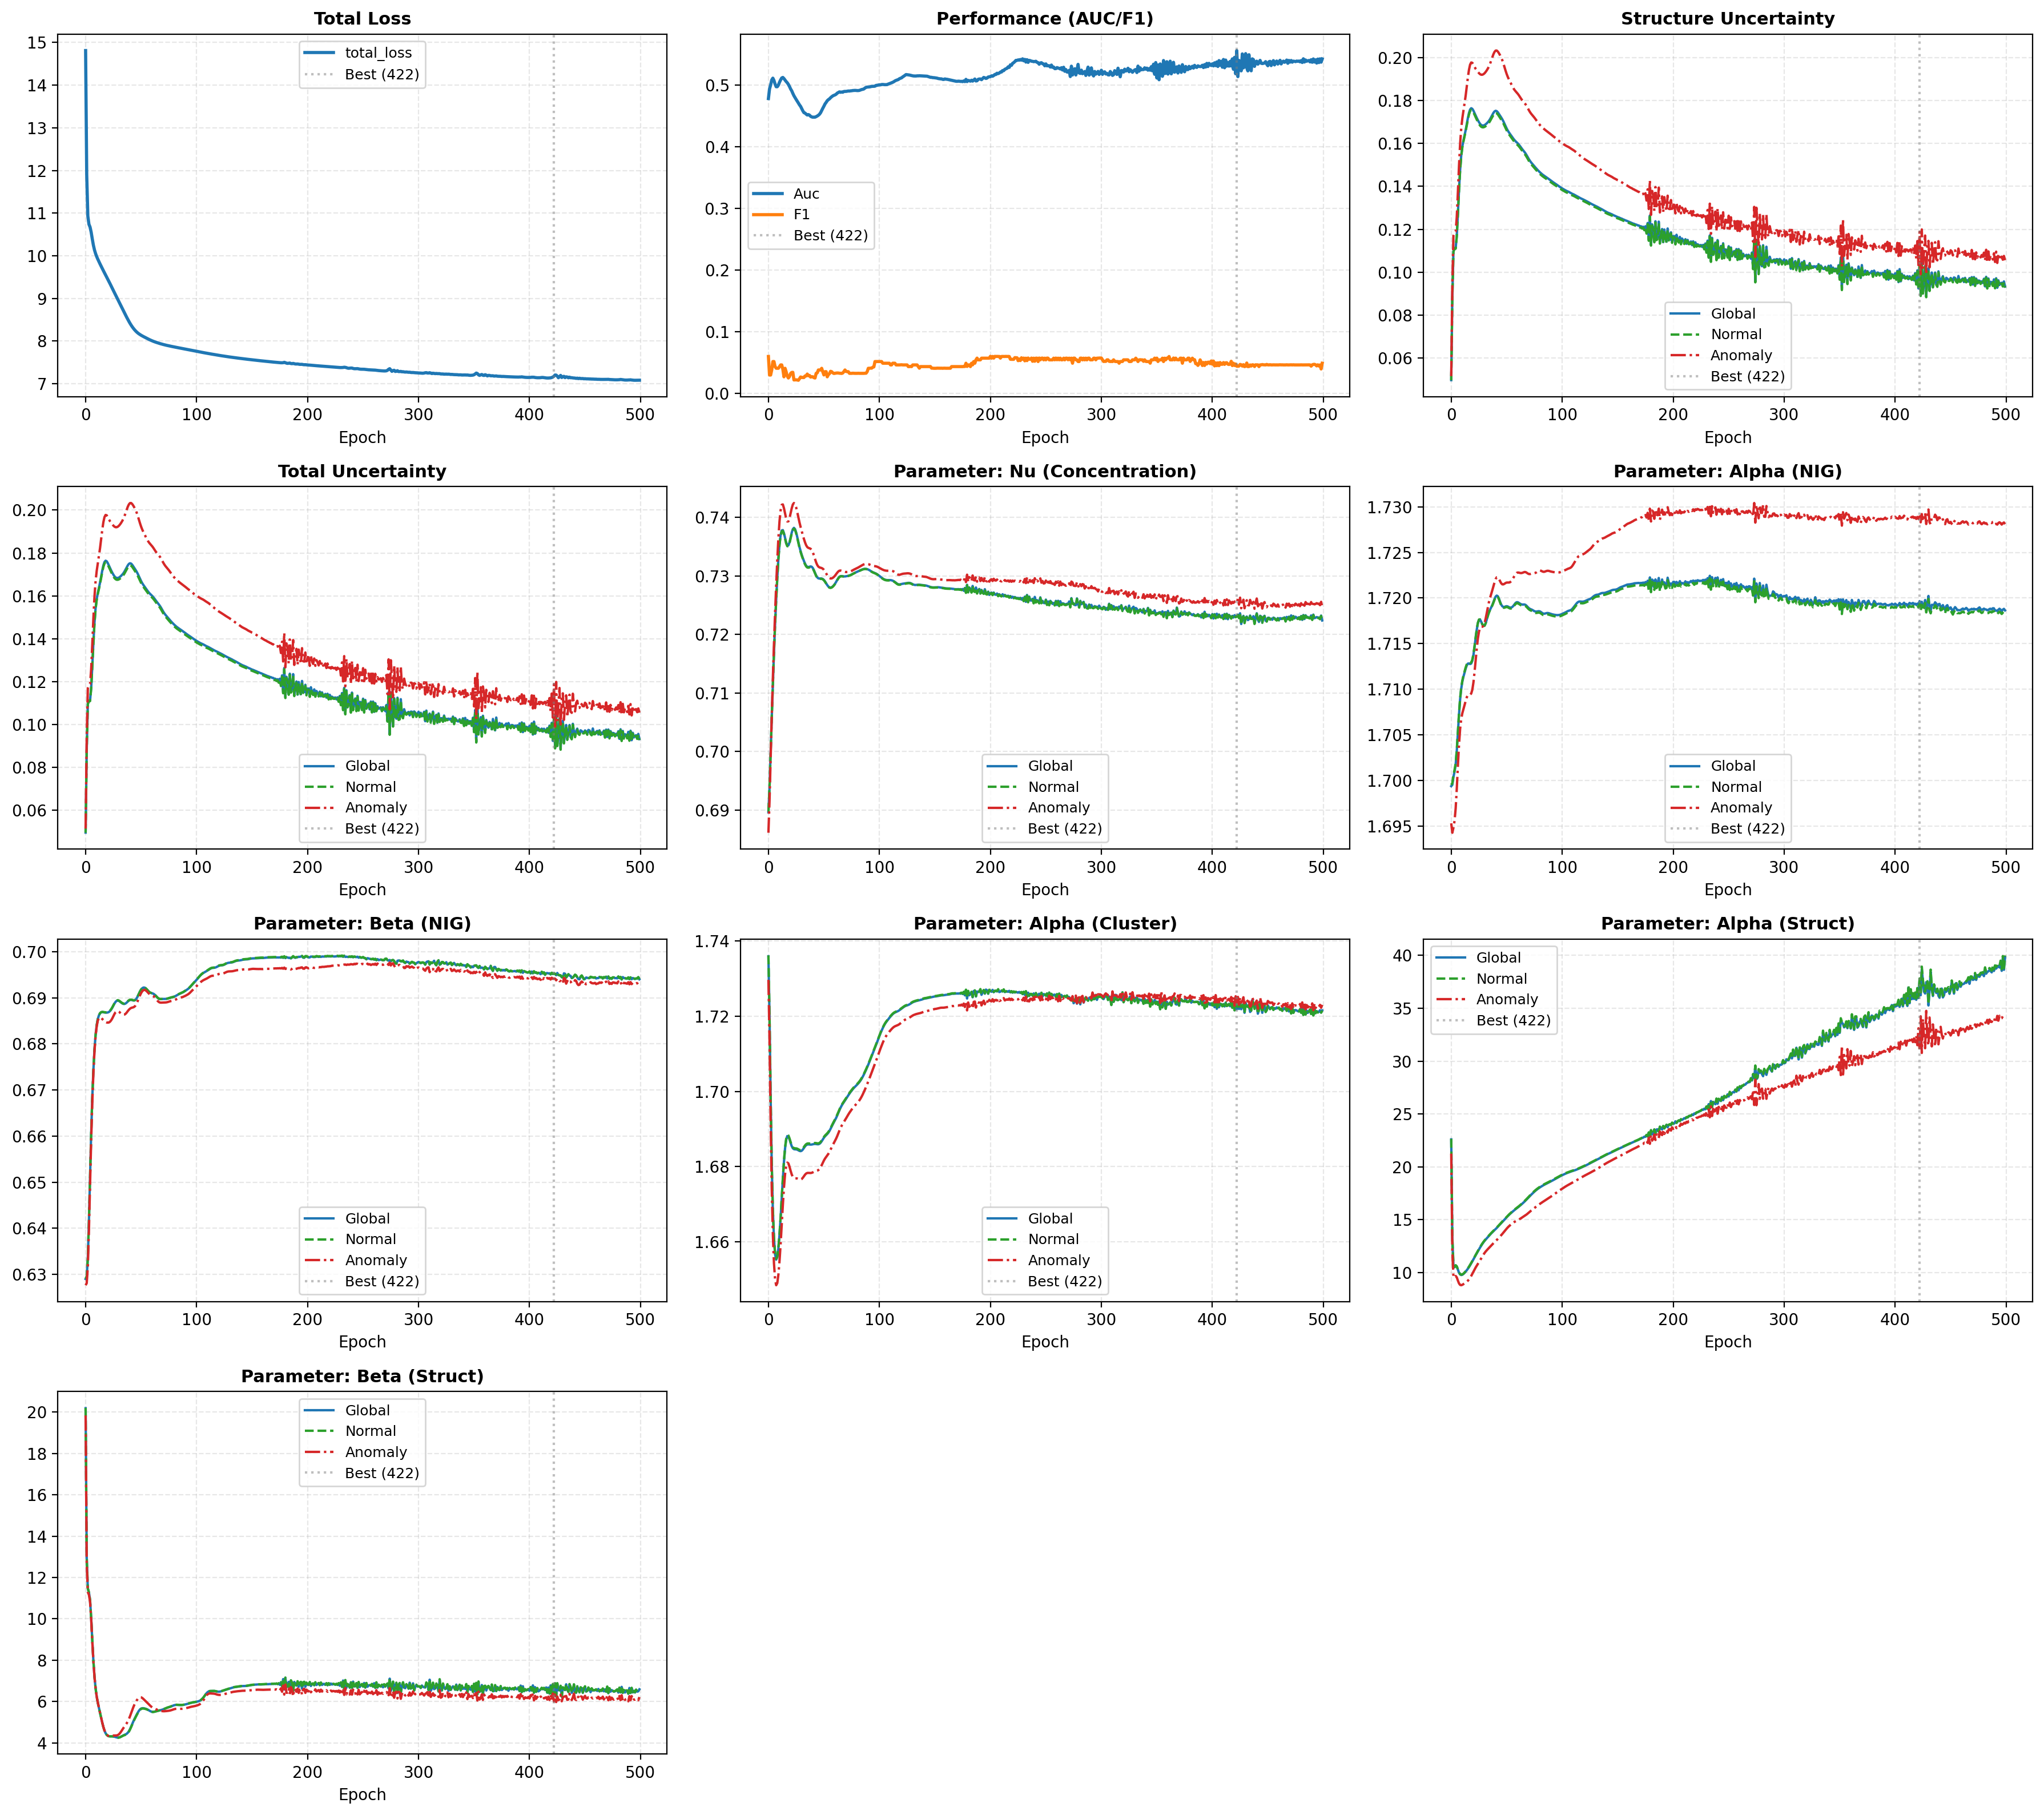 Total Loss
15
14
13
12
11
10
9
8
7
total_loss
Best (422)
0 100 200 300 400 500
Epoch
Performance (AUC/F1)
0.5
0.4
0.3
0.2
0.1
0.0
Auc
F1
Best (422)
0 100 200 300 400 500
Epoch
Structure Uncertainty
0.20
0.18
0.16
0.14
0.12
0.10
0.08
0.06
Global
Normal
Anomaly
Best (422)
0 100 200 300 400 500
Epoch
Total Uncertainty
0.20
0.18
0.16
0.14
0.12
0.10
0.08
0.06
Global
Normal
Anomaly
Best (422)
0 100 200 300 400 500
Epoch
Parameter: Nu (Concentration)
0.74
0.73
0.72
0.71
0.70
0.69
Global
Normal
Anomaly
Best (422)
0 100 200 300 400 500
Epoch
Parameter: Alpha (NIG)
1.730
1.725
1.720
1.715
1.710
1.705
1.700
1.695
Global
Normal
Anomaly
Best (422)
0 100 200 300 400 500
Epoch
Parameter: Beta (NIG)
0.70
0.69
0.68
0.67
0.66
0.65
0.64
0.63
Global
Normal
Anomaly
Best (422)
0 100 200 300 400 500
Epoch
Parameter: Alpha (Cluster)
1.74
1.72
1.70
1.68
1.66
Global
Normal
Anomaly
Best (422)
0 100 200 300 400 500
Epoch
Parameter: Alpha (Struct)
40
35
30
25
20
15
10
Global
Normal
Anomaly
Best (422)
0 100 200 300 400 500
Epoch
Parameter: Beta (Struct)
20
18
16
14
12
10
8
6
4
Global
Normal
Anomaly
Best (422)
0 100 200 300 400 500
Epoch